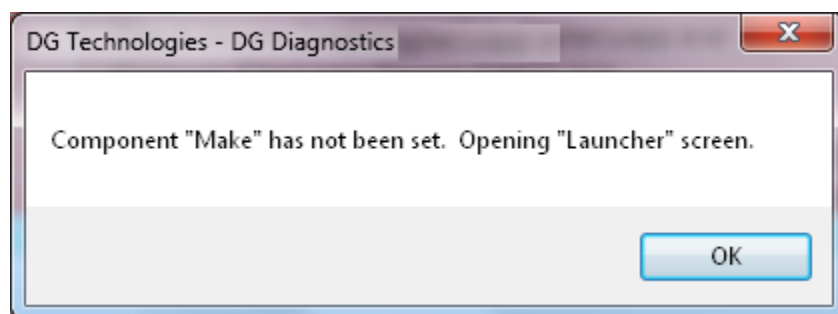 DG Technologies - DG Diagnostics
Component "Make" has not been set.  Opening "Launcher" screen.
OK